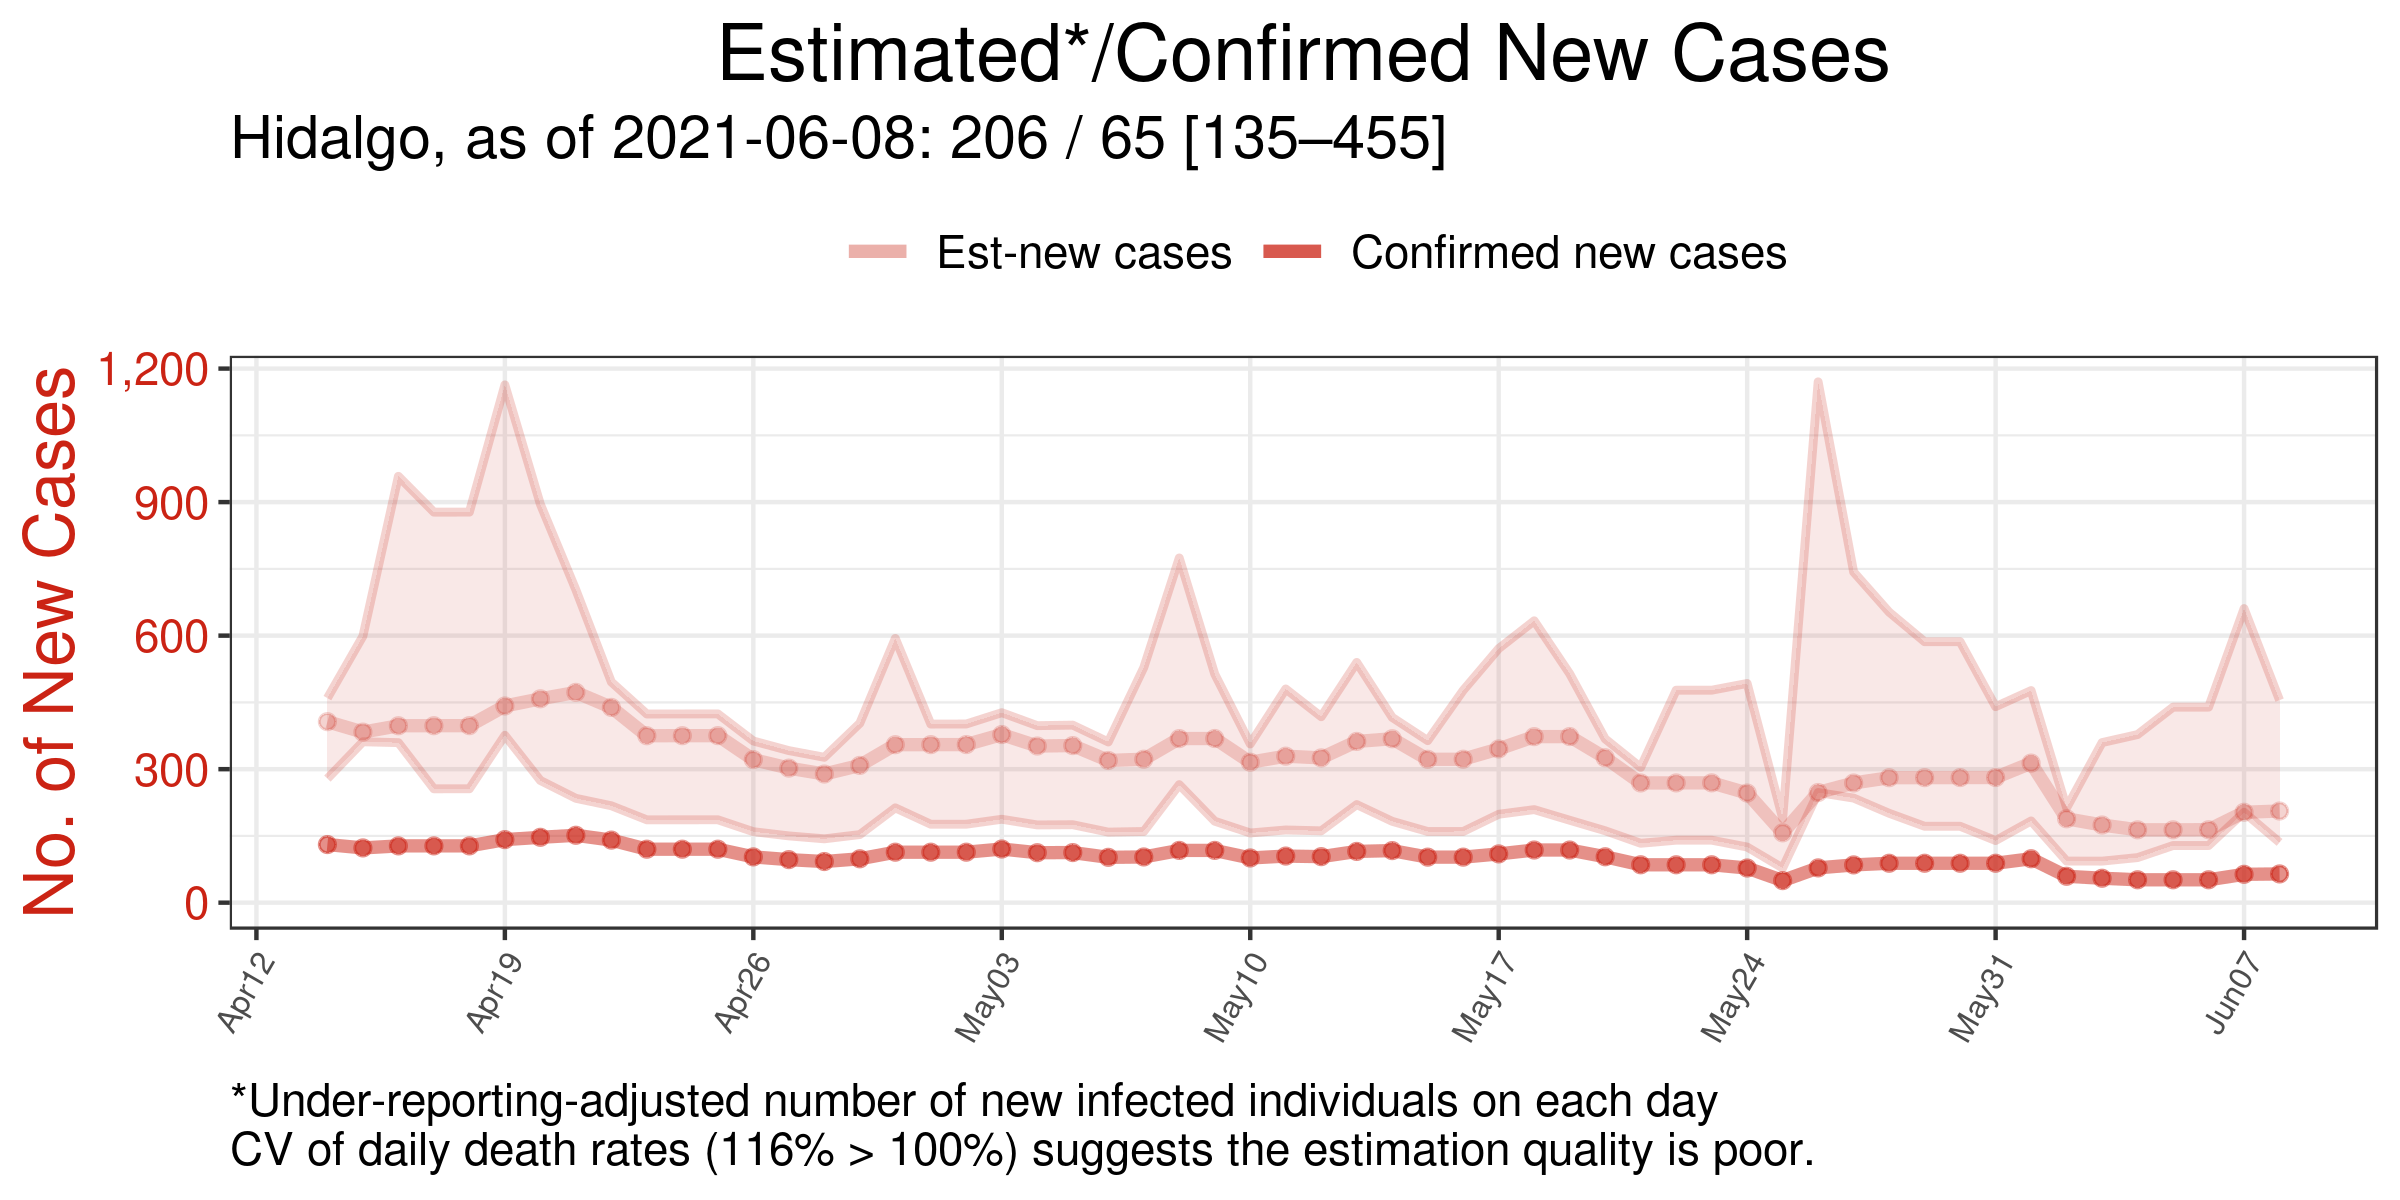 Estimated*/Confirmed New Cases
Hidalgo, as of 2021-06-08: 206 / 65 [135–455]
Est-new cases Confirmed new cases
No. of New Cases
1,200
900
600
300
0
Apr12 Apr19 Apr26 May03 May10 May17 May24 May31 Jun07
*Under-reporting-adjusted number of new infected individuals on each day
CV of daily death rates (116% > 100%) suggests the estimation quality is poor.